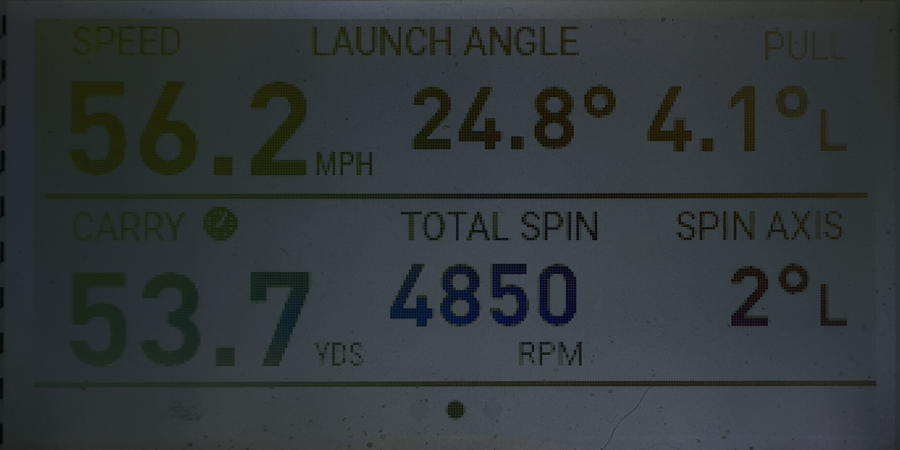 SPEED LAUNCH ANGLE PULL
56.2 MPH 24.8° 4.1° L
CARRY TOTAL SPIN SPIN AXIS
53.7 YDS 4850 RPM 2° L